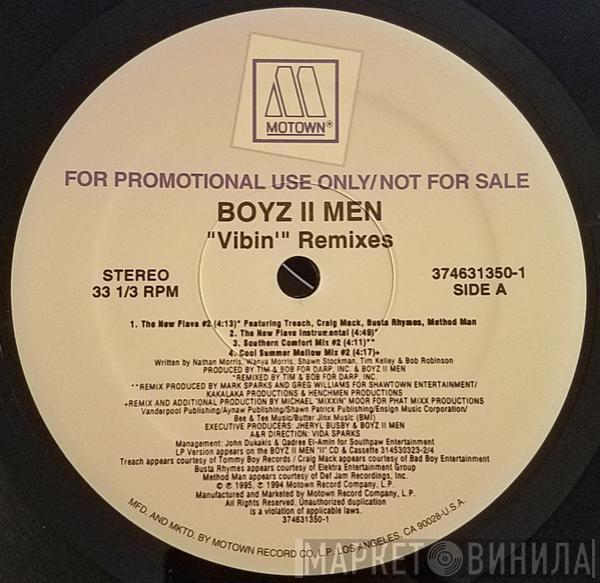 MOTOWN®
FOR PROMOTIONAL USE ONLY/NOT FOR SALE
BOYZ II MEN
"Vibin'" Remixes
STEREO
33 1/3 RPM
374631350-1
SIDE A
1. The New Flava #2 (4:13)* Featuring Treach, Craig Mack, Busta Rhymes, Method Man
2. The New Flava Instrumental (4:49)*
3. Southern Comfort Mix #2 (4:11)**
4. Cool Summer Mellow Mix #2 (4:17)+
Written by Nathan Morris, Wanya Morris, Shawn Stockman, Tim Kelley & Bob Robinson
PRODUCED BY TIM & BOB FOR DARP, INC. & BOYZ II MEN
*REMIXED BY TIM & BOB FOR DARP, INC.
**REMIX PRODUCED BY MARK SPARKS AND GREG WILLIAMS FOR SHAWTOWN ENTERTAINMENT/
KAKALAKA PRODUCTIONS & HENCHMEN PRODUCTIONS
+REMIX AND ADDITIONAL PRODUCTION BY MICHAEL "MIXXIN" MOOR FOR PHAT MIXX PRODUCTIONS
Vanderpool Publishing/Aynaw Publishing/Shawn Patrick Publishing/Ensign Music Corporation/
Bee & Tee Music/Butter Jinx Music (BMI)
EXECUTIVE PRODUCERS: JHERYL BUSBY & BOYZ II MEN
A&R DIRECTION: VIDA SPARKS
Management: John Dukakis & Qadree El-Amin for Southpaw Entertainment
LP Version appears on the BOYZ II MEN "II" CD & Cassette 314530323-2/4
Treach appears courtesy of Tommy Boy Records / Craig Mack appears courtesy of Bad Boy Entertainment
Busta Rhymes appears courtesy of Elektra Entertainment Group
Method Man appears courtesy of Def Jam Recordings, Inc.
© ℗ 1995, ℗ 1994 Motown Record Company, L.P.
Manufactured and Marketed by Motown Record Company, L.P.
All Rights Reserved. Unauthorized duplication
is a violation of applicable laws.
374631350-1
MFD. AND MKTD. BY MOTOWN RECORD CO., L.P. LOS ANGELES, CA 90028-U.S.A.
МАРКЕТ ВИНИЛА